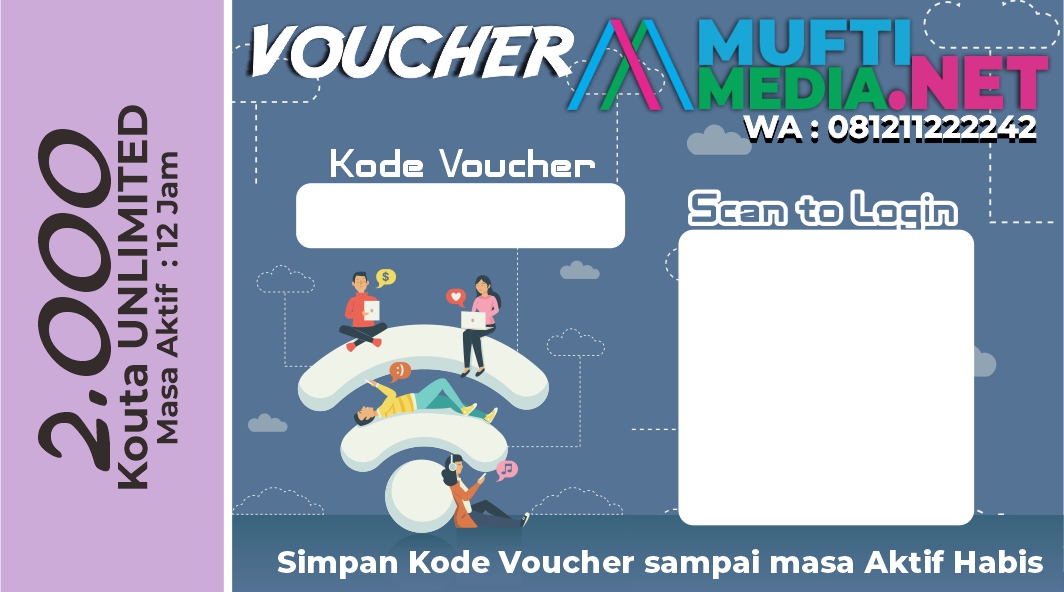 2.000
Kouta UNLIMITED
Masa Aktif : 12 Jam
VOUCHER
MUFTI
MEDIA.NET
WA : 081211222242
Kode Voucher
Scan to Login
$
Simpan Kode Voucher sampai masa Aktif Habis